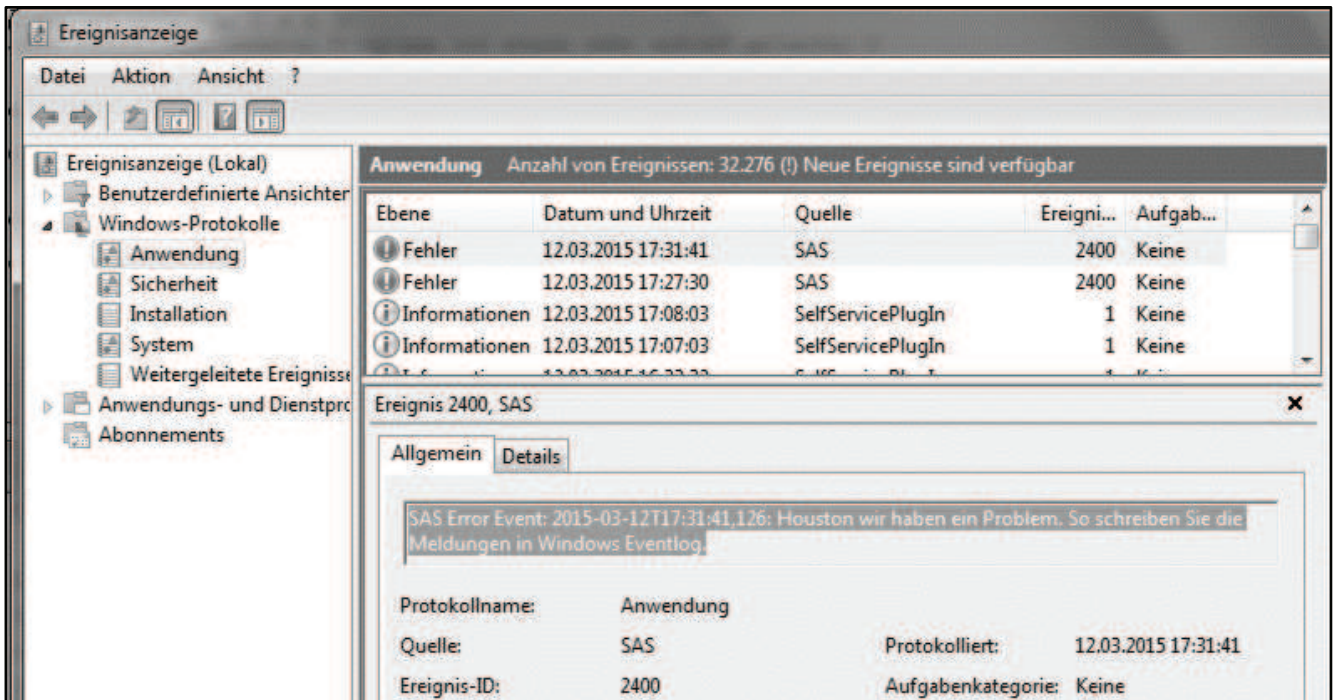 Ereignisanzeige
Datei Aktion Ansicht ?
Ereignisanzeige (Lokal)
Benutzerdefinierte Ansichter
Windows-Protokolle
Anwendung
Sicherheit
Installation
System
Weitergeleitete Ereignisse
Anwendungs- und Dienstprc
Abonnements
Anwendung Anzahl von Ereignissen: 32.276 (!) Neue Ereignisse sind verfügbar
Ebene Datum und Uhrzeit Quelle Ereigni... Aufgab...
Fehler 12.03.2015 17:31:41 SAS 2400 Keine
Fehler 12.03.2015 17:27:30 SAS 2400 Keine
Informationen 12.03.2015 17:08:03 SelfServicePlugIn 1 Keine
Informationen 12.03.2015 17:07:03 SelfServicePlugIn 1 Keine
Ereignis 2400, SAS
Allgemein Details
SAS Error Event: 2015-03-12T17:31:41,126: Houston wir haben ein Problem. So schreiben Sie die
Meldungen in Windows Eventlog.
Protokollname: Anwendung
Quelle: SAS Protokolliert: 12.03.2015 17:31:41
Ereignis-ID: 2400 Aufgabenkategorie: Keine